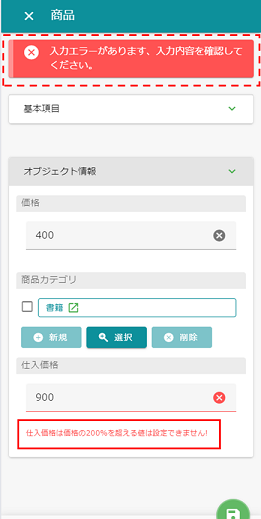 商品
入力エラーがあります、入力内容を確認して
ください。
基本項目
オブジェクト情報
価格
400
商品カテゴリ
書籍
新規
選択
削除
仕入価格
900
仕入価格は価格の200%を超える値は設定できません!